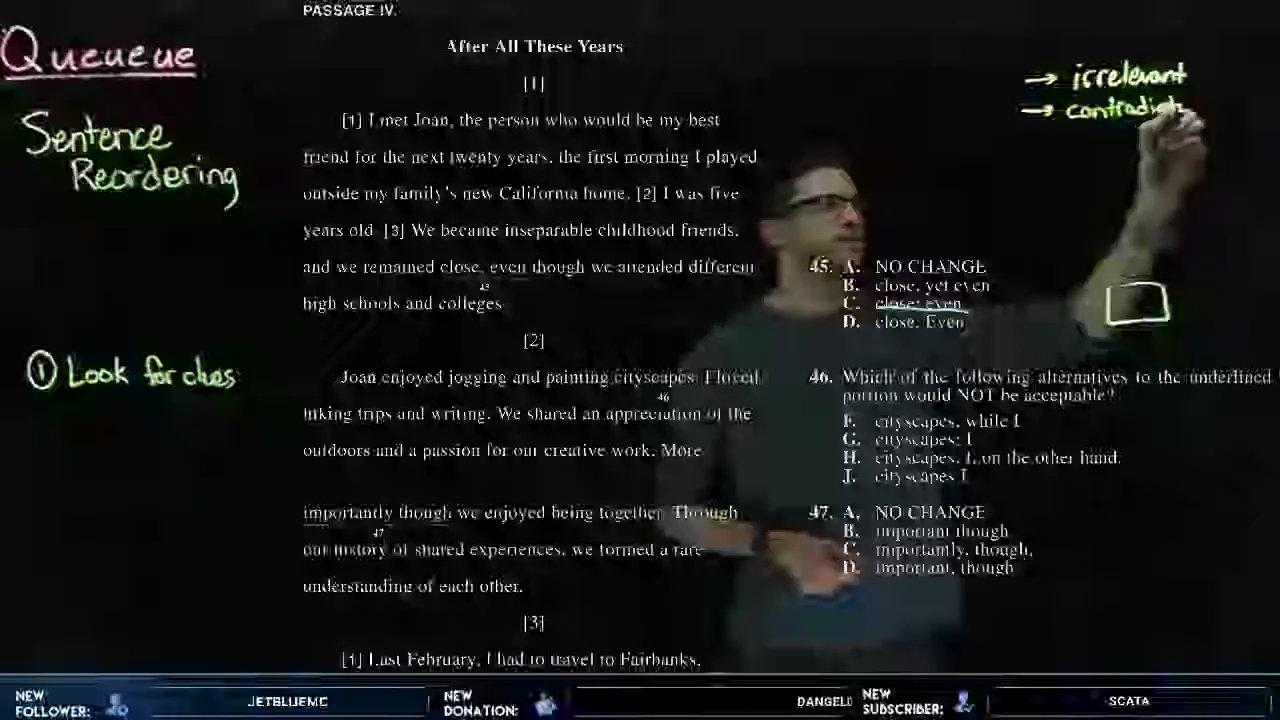 PASSAGE IV.
Queueue
Sentence
Reordering
① Look for clues
After All These Years
[1]
[1] I met Joan, the person who would be my best
friend for the next twenty years, the first morning I played
outside my family's new California home. [2] I was five
years old. [3] We became inseparable childhood friends,
and we remained close, even though we attended different
45
high schools and colleges.
[2]
Joan enjoyed jogging and painting cityscapes. I loved
46
hiking trips and writing. We shared an appreciation of the
outdoors and a passion for our creative work. More
importantly though we enjoyed being together. Through
47
our history of shared experiences, we formed a rare
understanding of each other.
[3]
[1] Last February, I had to travel to Fairbanks,
→ irrelevant
→ contradict
45. A. NO CHANGE
B. close, yet even
C. close; even
D. close. Even
46. Which of the following alternatives to the underlined
portion would NOT be acceptable?
F. cityscapes, while I
G. cityscapes; I
H. cityscapes. I, on the other hand,
J. cityscapes I
47. A. NO CHANGE
B. important though
C. importantly, though,
D. important, though
NEW
FOLLOWER:
JETBLUEMC
NEW
DONATION:
DANGELO
NEW
SUBSCRIBER:
SCATA